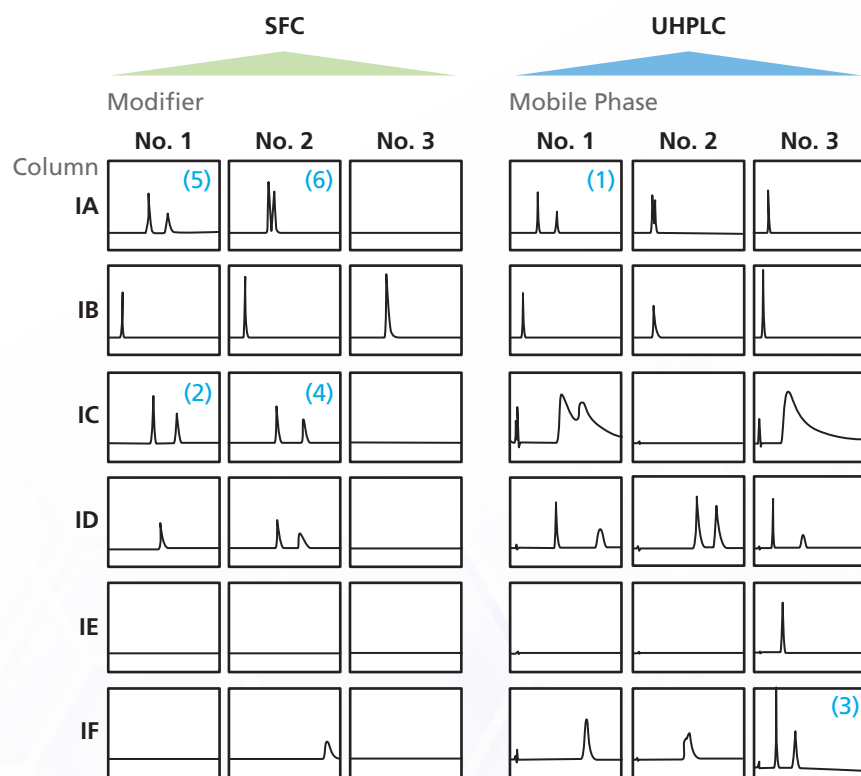 SFC UHPLC
Modifier Mobile Phase
No. 1 No. 2 No. 3 No. 1 No. 2 No. 3
Column
IA (5) (6) (1)
IB
IC (2) (4)
ID
IE
IF (3)